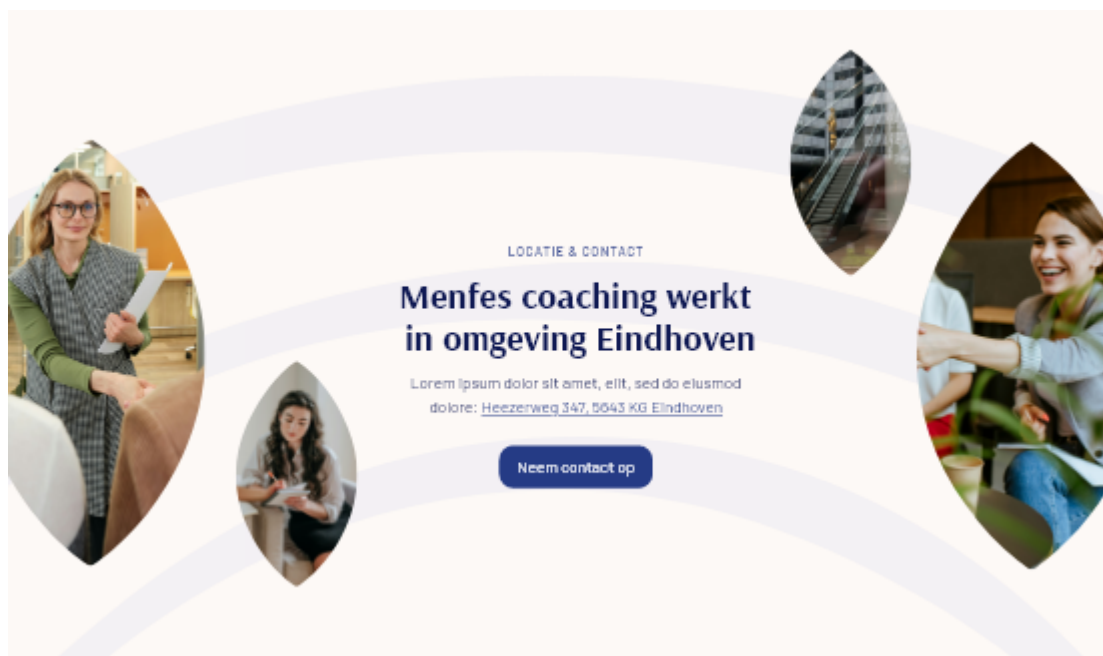 LOCATIE & CONTACT
Menfes coaching werkt
in omgeving Eindhoven
Lorem ipsum dolor sit amet, elit, sed do eiusmod
dolore: Heezerweg 347, 5643 KG Eindhoven
Neem contact op